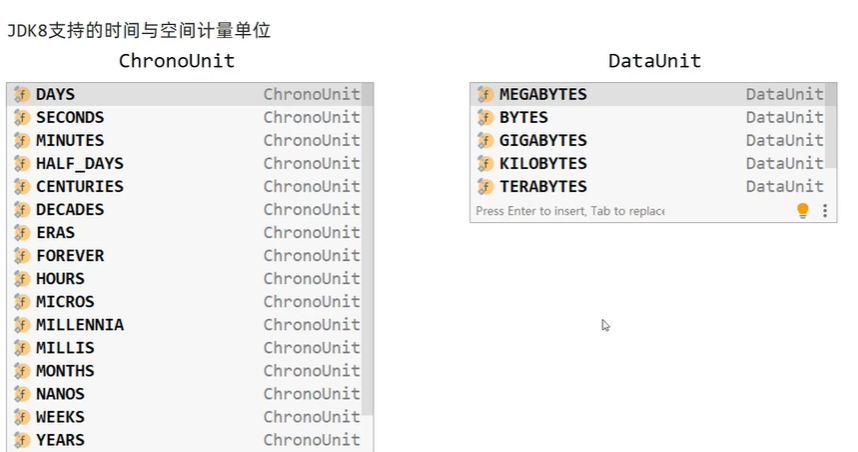 JDK8支持的时间与空间计量单位
ChronoUnit
DAYS ChronoUnit
SECONDS ChronoUnit
MINUTES ChronoUnit
HALF_DAYS ChronoUnit
CENTURIES ChronoUnit
DECADES ChronoUnit
ERAS ChronoUnit
FOREVER ChronoUnit
HOURS ChronoUnit
MICROS ChronoUnit
MILLENNIA ChronoUnit
MILLIS ChronoUnit
MONTHS ChronoUnit
NANOS ChronoUnit
WEEKS ChronoUnit
YEARS ChronoUnit
DataUnit
MEGABYTES DataUnit
BYTES DataUnit
GIGABYTES DataUnit
KILOBYTES DataUnit
TERABYTES DataUnit
Press Enter to insert, Tab to replace